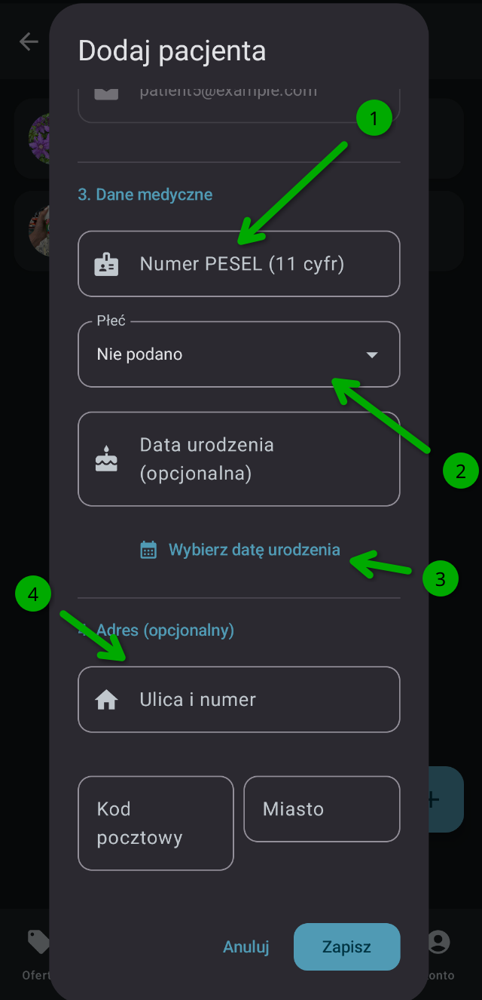 Dodaj pacjenta
patient5@example.com
1
3. Dane medyczne
Numer PESEL (11 cyfr)
Płeć
Nie podano
2
Data urodzenia
(opcjonalna)
Wybierz datę urodzenia
3
4
4. Adres (opcjonalny)
Ulica i numer
Kod
pocztowy
Miasto
+
Anuluj
Zapisz
Ofert
onto